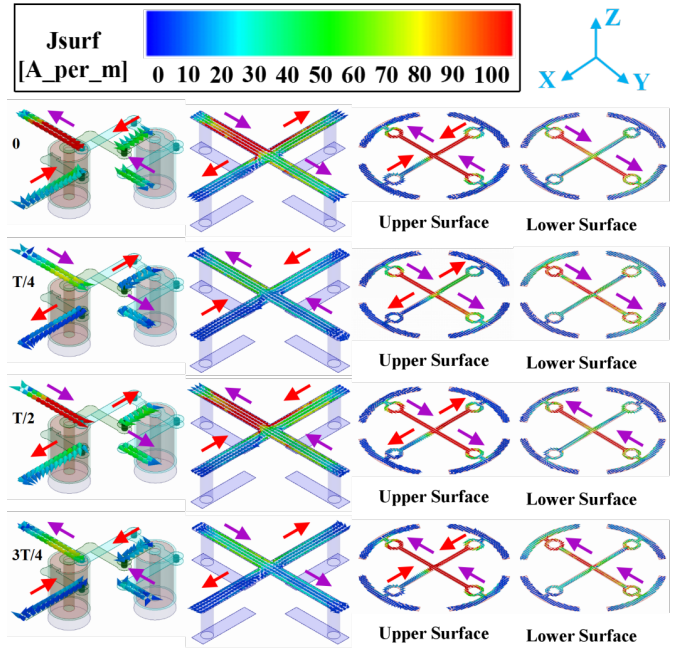 Jsurf
[A_per_m]
0 10 20 30 40 50 60 70 80 90 100
Z
X
Y
0
Upper Surface
Lower Surface
T/4
Upper Surface
Lower Surface
T/2
Upper Surface
Lower Surface
3T/4
Upper Surface
Lower Surface